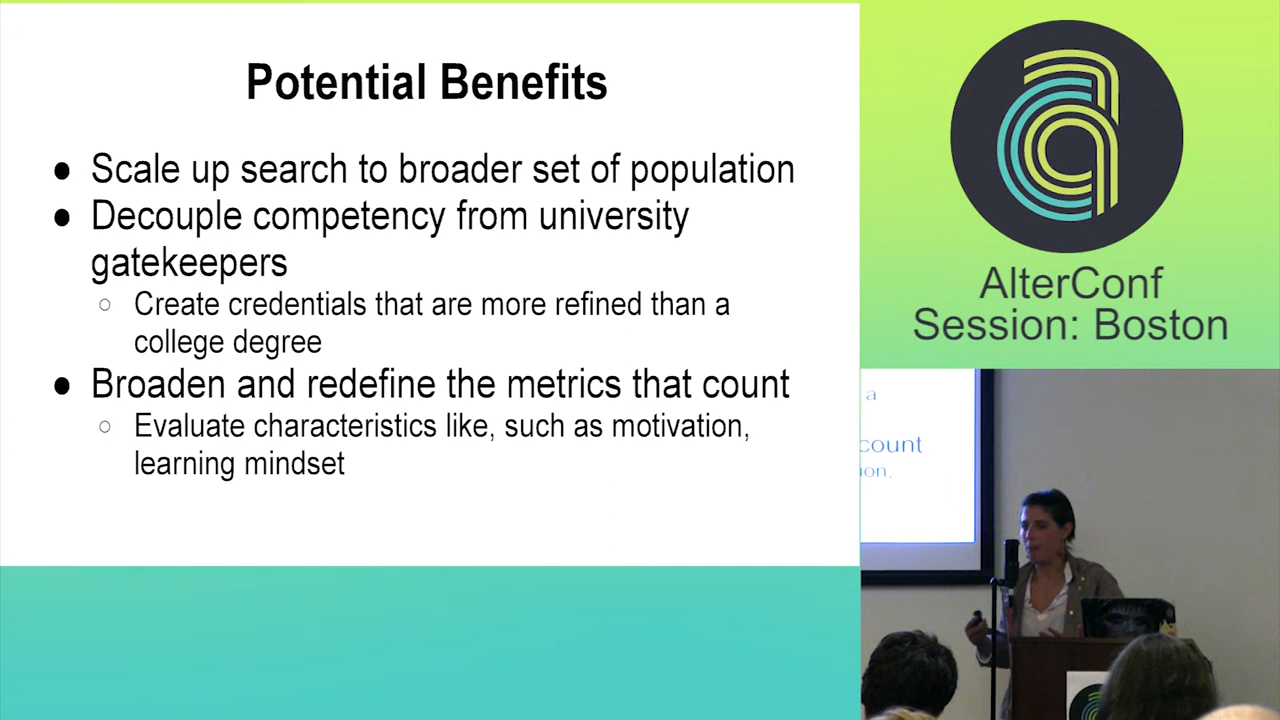 Potential Benefits
● Scale up search to broader set of population
● Decouple competency from university
gatekeepers
○ Create credentials that are more refined than a
college degree
● Broaden and redefine the metrics that count
○ Evaluate characteristics like, such as motivation,
learning mindset
AlterConf
Session: Boston
a
count
ion,